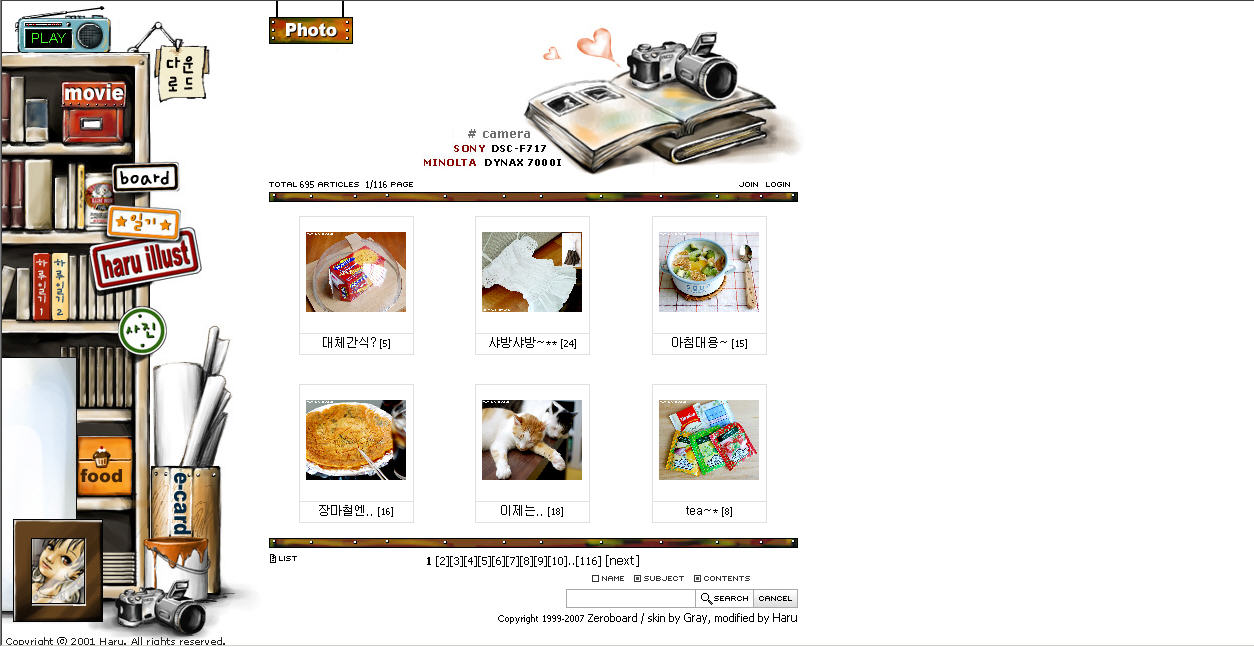 PLAY
다운
로드
movie
board
★일기★
haru illust
하루일기 1
하루일기 2
사진
food
e-card
Copyright ⓒ 2001 Haru. All rights reserved.
Photo
# camera
SONY DSC-F717
MINOLTA DYNAX 7000I
TOTAL 695 ARTICLES 1/116 PAGE
JOIN LOGIN
대체간식? [5]
샤방샤방~** [24]
아침대용~ [15]
SOUP
장마철엔.. [16]
이제는.. [18]
tea~* [8]
LIST
1 [2][3][4][5][6][7][8][9][10]..[116] [next]
NAME SUBJECT CONTENTS
SEARCH CANCEL
Copyright 1999-2007 Zeroboard / skin by Gray, modified by Haru